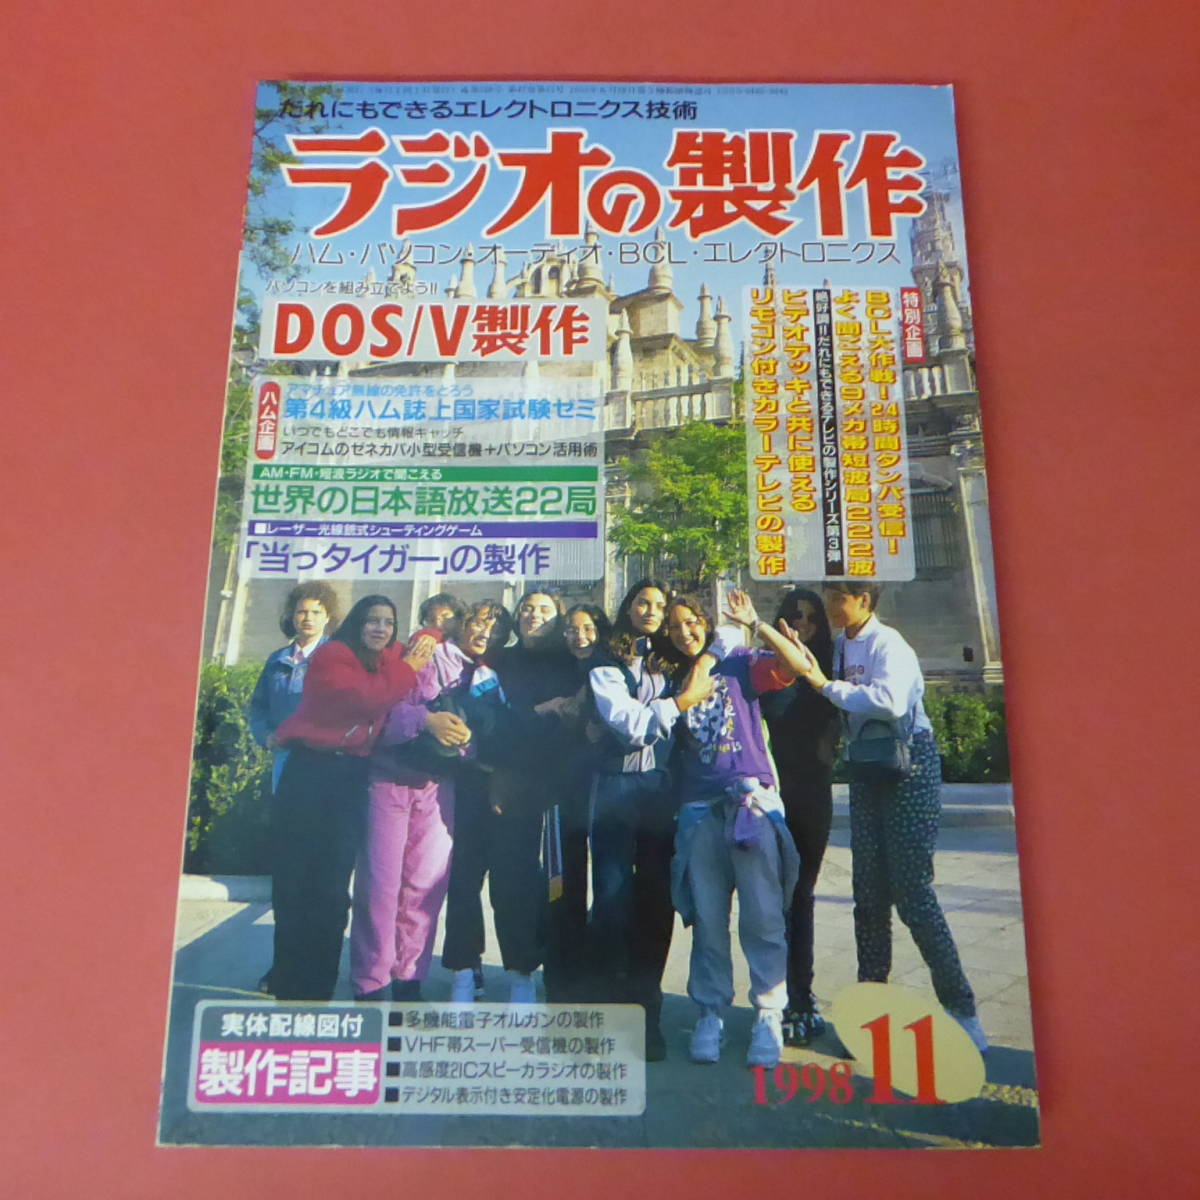 だれにもできるエレクトロニクス技術
ラジオの製作
ハム・パソコン・オーディオ・BCL・エレクトロニクス
パソコンを組み立てよう!!
DOS/V製作
ハム企画
アマチュア無線の免許をとろう
第4級ハム誌上国家試験ゼミ
いつでもどこでも情報キャッチ
アイコムのゼネカバ小型受信機+パソコン活用術
AM・FM・短波ラジオで聞こえる
世界の日本語放送22局
■レーザー光線銃式シューティングゲーム
「当っタイガー」の製作
特別企画
BCL大作戦!24時間タンパ受信!
よく聞こえる9メガ帯短波局222波
絶好調!!だれにもできるテレビの製作シリーズ第3弾
ビデオデッキと共に使える
リモコン付きカラーテレビの製作
実体配線図付
製作記事
■多機能電子オルガンの製作
■VHF帯スーパー受信機の製作
■高感度2ICスピーカラジオの製作
■デジタル表示付き安定化電源の製作
1998 11